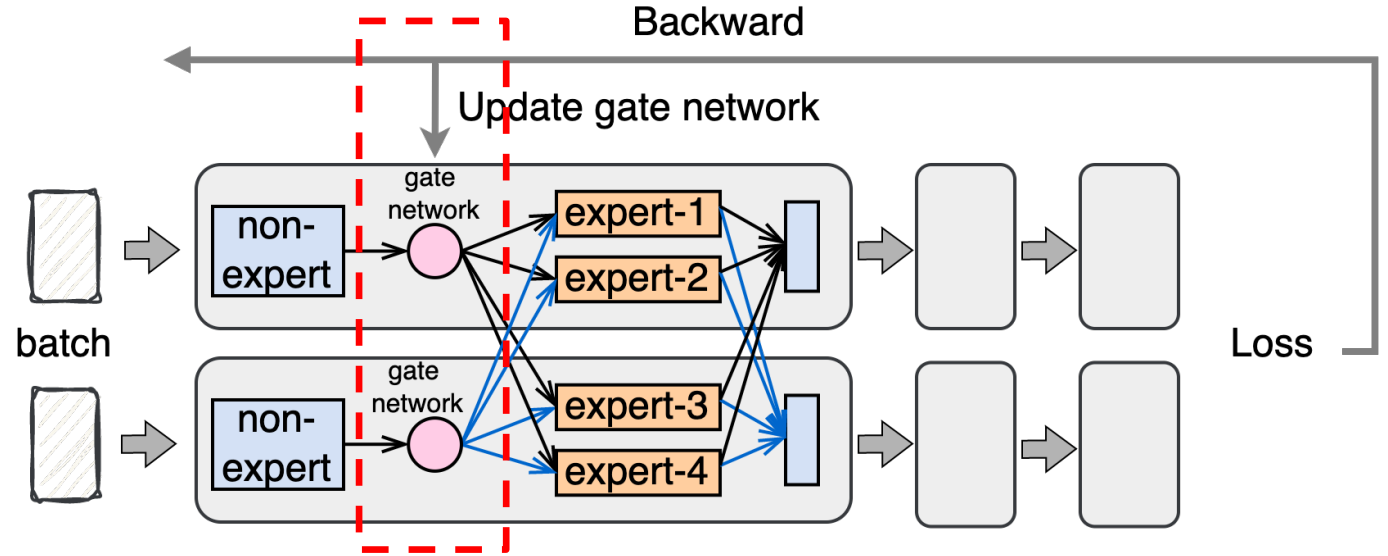 Backward
Update gate network
gate
network
non-
expert
expert-1
expert-2
batch
Loss
gate
network
non-
expert
expert-3
expert-4